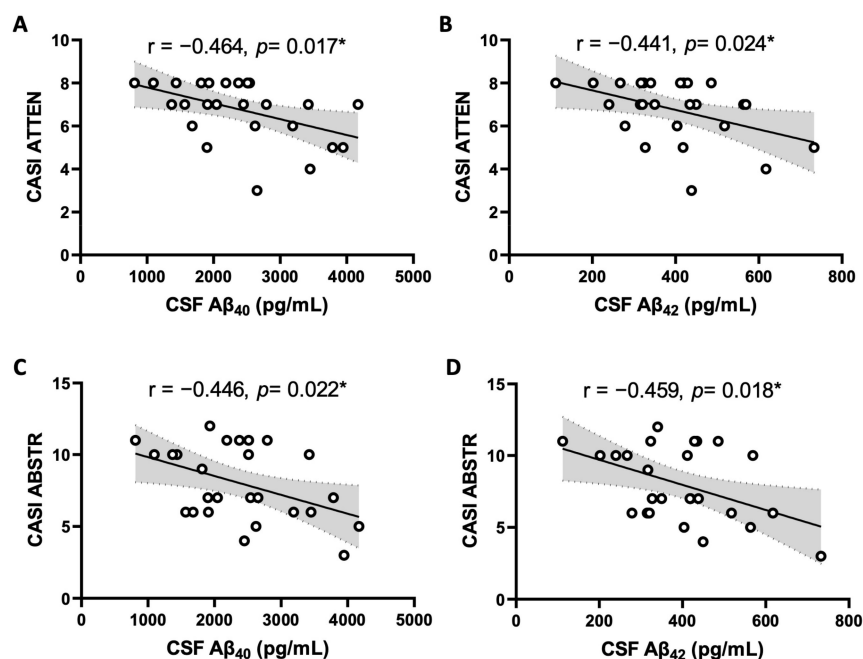 A
r = −0.464, p= 0.017*
CASI ATTEN
10
8
6
4
2
0
0 1000 2000 3000 4000 5000
CSF Aβ₄₀ (pg/mL)
B
r = −0.441, p= 0.024*
CASI ATTEN
10
8
6
4
2
0
0 200 400 600 800
CSF Aβ₄₂ (pg/mL)
C
r = −0.446, p= 0.022*
CASI ABSTR
15
10
5
0
0 1000 2000 3000 4000 5000
CSF Aβ₄₀ (pg/mL)
D
r = −0.459, p= 0.018*
CASI ABSTR
15
10
5
0
0 200 400 600 800
CSF Aβ₄₂ (pg/mL)